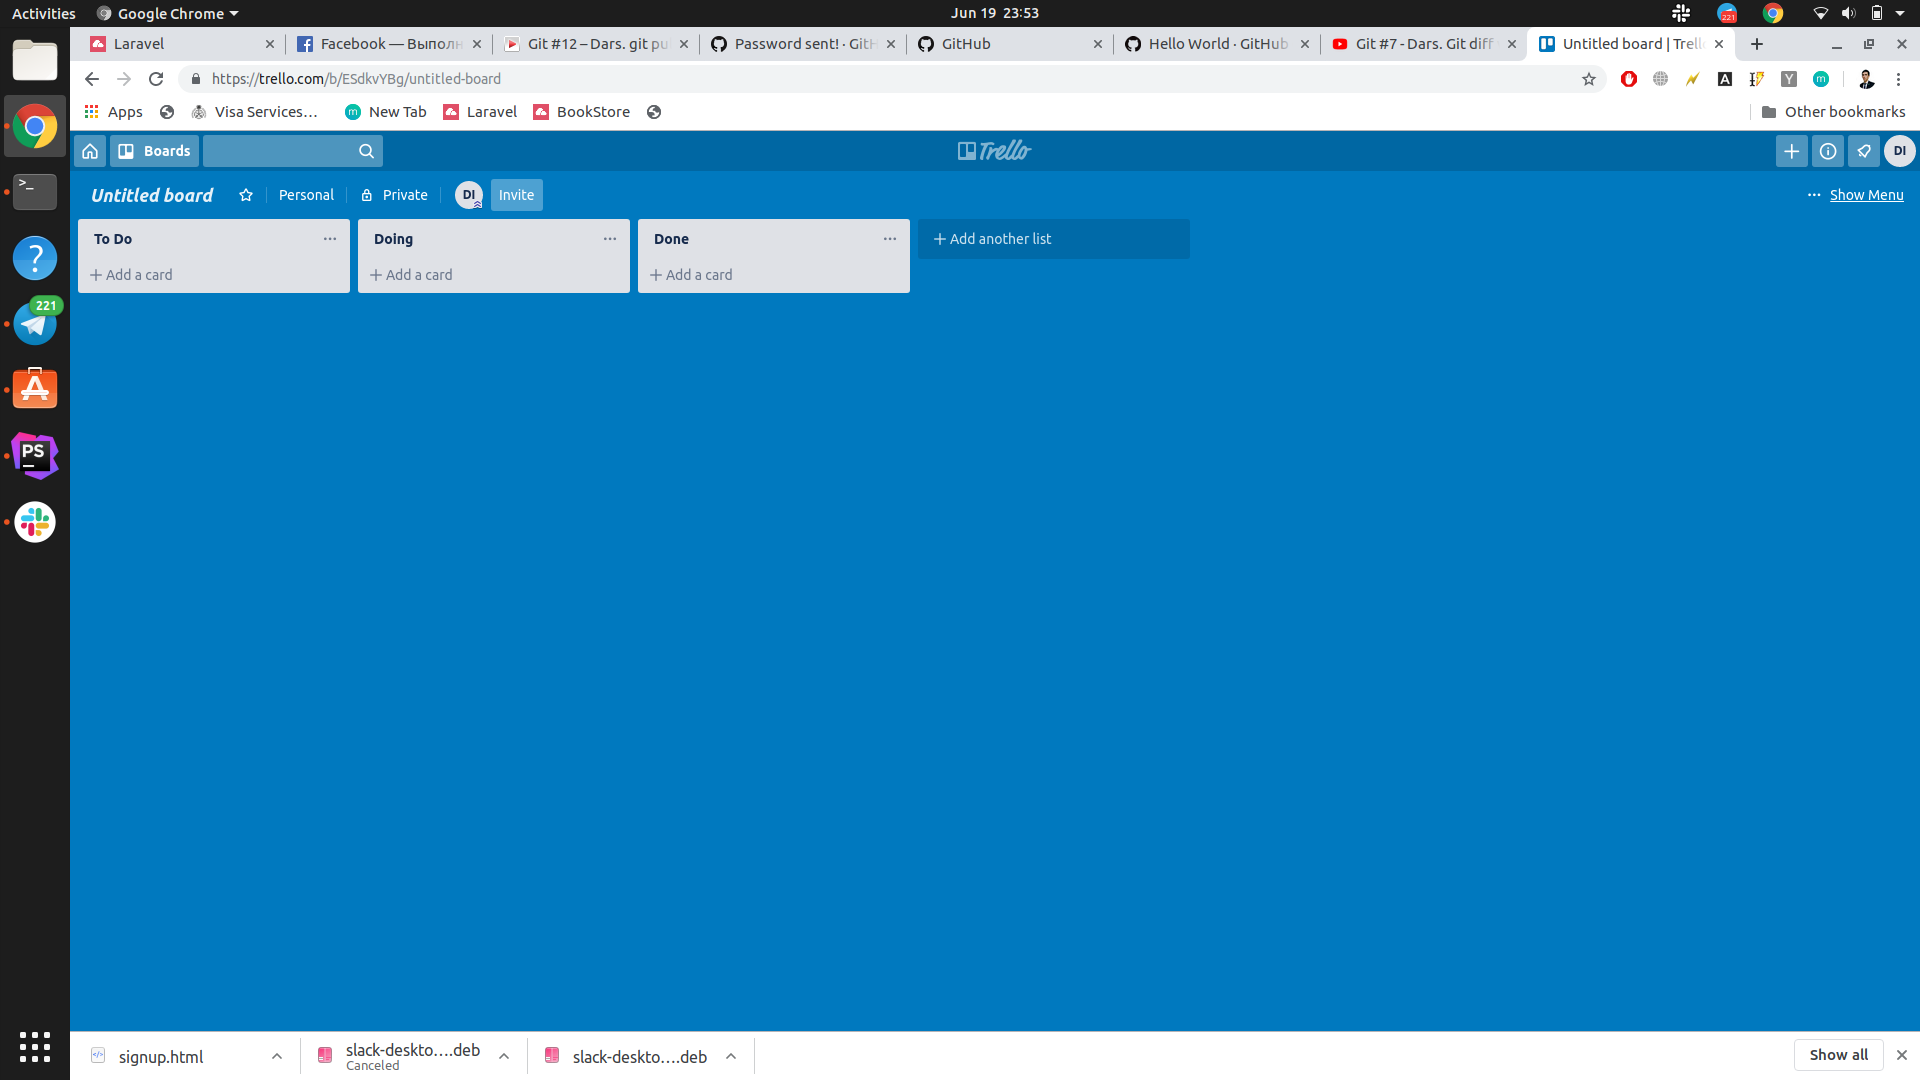 Activities Google Chrome Jun 19 23:53 221
Laravel Facebook — Выполн Git #12 – Dars. git pu Password sent! · GitH GitHub Hello World · GitHub Git #7 - Dars. Git diff Untitled board | Trell
https://trello.com/b/ESdkvYBg/untitled-board
Apps Visa Services... New Tab Laravel BookStore Other bookmarks
Boards Trello DI
Untitled board Personal Private DI Invite ... Show Menu
To Do ... Doing ... Done ... + Add another list
+ Add a card + Add a card + Add a card
221
PS
signup.html slack-deskto....deb slack-deskto....deb Show all
Canceled